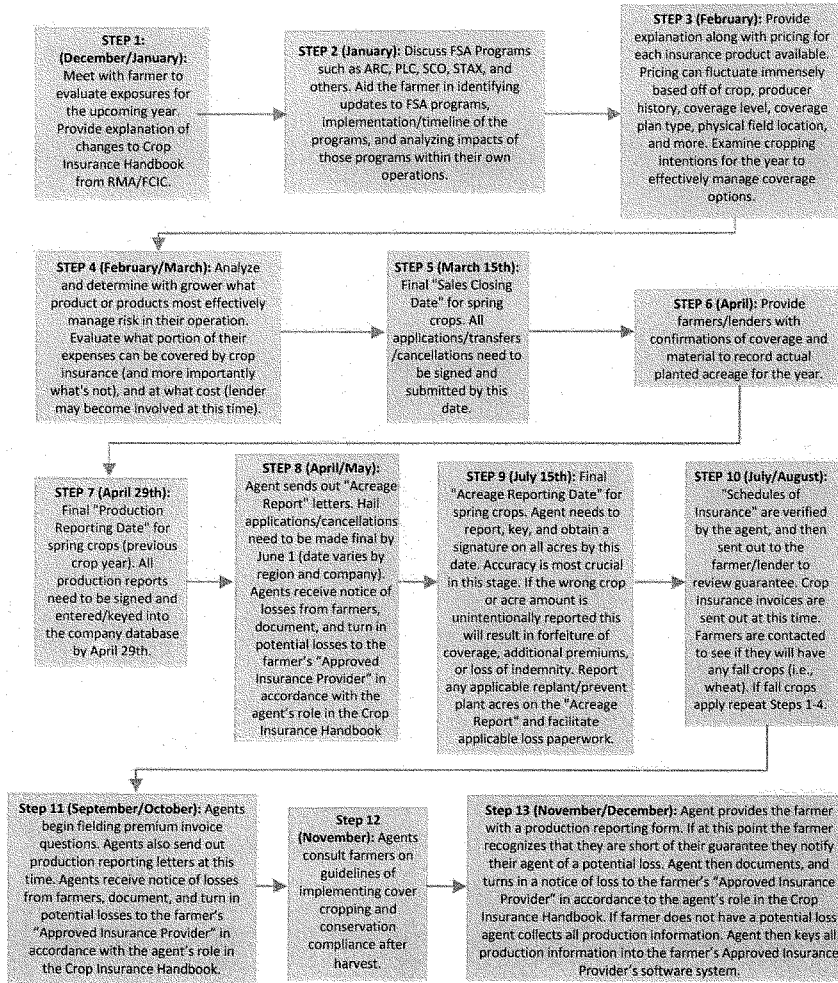 STEP 1:
(December/January):
Meet with farmer to
evaluate exposures for
the upcoming year.
Provide explanation of
changes to Crop
Insurance Handbook
from RMA/FCIC.
STEP 2 (January): Discuss FSA Programs
such as ARC, PLC, SCO, STAX, and
others. Aid the farmer in identifying
updates to FSA programs,
implementation/timeline of the
programs, and analyzing impacts of
those programs within their own
operations.
STEP 3 (February): Provide
explanation along with pricing for
each insurance product available.
Pricing can fluctuate immensely
based off of crop, producer
history, coverage level, coverage
plan type, physical field location,
and more. Examine cropping
intentions for the year to
effectively manage coverage
options.
STEP 4 (February/March): Analyze
and determine with grower what
product or products most effectively
manage risk in their operation.
Evaluate what portion of their
expenses can be covered by crop
insurance (and more importantly
what's not), and at what cost (lender
may become involved at this time).
STEP 5 (March 15th):
Final "Sales Closing
Date" for spring
crops. All
applications/transfers
/cancellations need to
be signed and
submitted by this
date.
STEP 6 (April): Provide
farmers/lenders with
confirmations of coverage and
material to record actual
planted acreage for the year.
STEP 7 (April 29th):
Final "Production
Reporting Date" for
spring crops (previous
crop year). All
production reports
need to be signed and
entered/keyed into
the company database
by April 29th.
STEP 8 (April/May):
Agent sends out "Acreage
Report" letters. Hail
applications/cancellations
need to be made final by
June 1 (date varies by
region and company).
Agents receive notice of
losses from farmers,
document, and turn in
potential losses to the
farmer's "Approved
Insurance Provider" in
accordance with the
agent's role in the Crop
Insurance Handbook
STEP 9 (July 15th): Final
"Acreage Reporting Date" for
spring crops. Agent needs to
report, key, and obtain a
signature on all acres by this
date. Accuracy is most crucial
in this stage. If the wrong crop
or acre amount is
unintentionally reported this
will result in forfeiture of
coverage, additional premiums,
or loss of indemnity. Report
any applicable replant/prevent
plant acres on the "Acreage
Report" and facilitate
applicable loss paperwork.
STEP 10 (July/August):
"Schedules of
Insurance" are verified
by the agent, and then
sent out to the
farmer/lender to
review guarantee. Crop
Insurance invoices are
sent out at this time.
Farmers are contacted
to see if they will have
any fall crops (i.e.,
wheat). If fall crops
apply repeat Steps 1-4.
Step 11 (September/October): Agents
begin fielding premium invoice
questions. Agents also send out
production reporting letters at this
time. Agents receive notice of losses
from farmers, document, and turn in
potential losses to the farmer's
"Approved Insurance Provider" in
accordance with the agent's role in
the Crop Insurance Handbook.
Step 12
(November): Agents
consult farmers on
guidelines of
implementing cover
cropping and
conservation
compliance after
harvest.
Step 13 (November/December): Agent provides the farmer
with a production reporting form. If at this point the farmer
recognizes that they are short of their guarantee they notify
their agent of a potential loss. Agent then documents, and
turns in a notice of loss to the farmer's "Approved Insurance
Provider" in accordance to the agent's role in the Crop
Insurance Handbook. If farmer does not have a potential loss
agent collects all production information. Agent then keys all
production information into the farmer's Approved Insurance
Provider's software system.